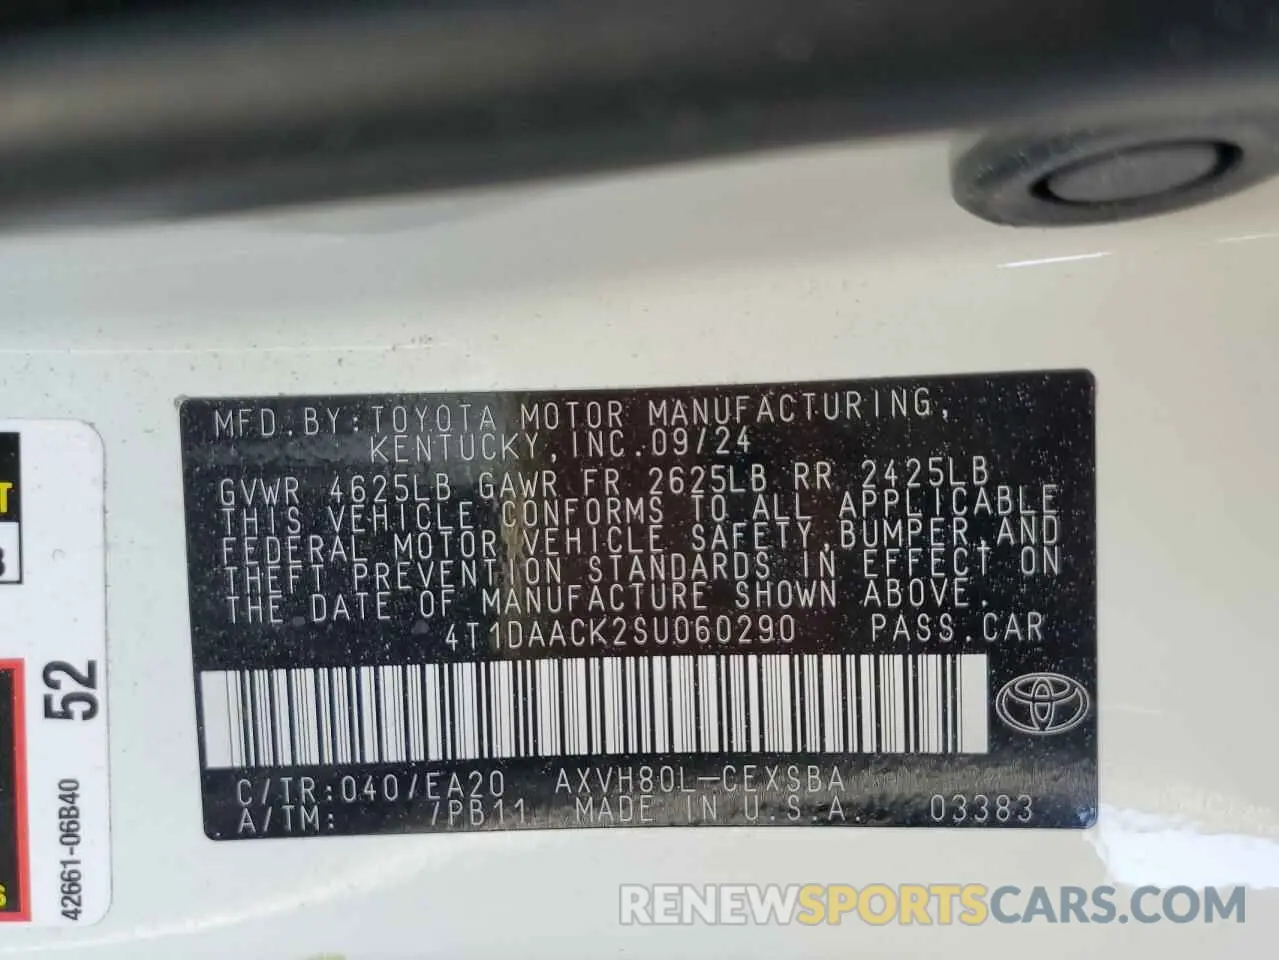 MFD.BY:TOYOTA MOTOR MANUFACTURING,
KENTUCKY,INC.09/24
GVWR 4625LB GAWR FR 2625LB RR 2425LB
THIS VEHICLE CONFORMS TO ALL APPLICABLE
FEDERAL MOTOR VEHICLE SAFETY,BUMPER,AND
THEFT PREVENTION STANDARDS IN EFFECT ON
THE DATE OF MANUFACTURE SHOWN ABOVE.
4T1DAACK2SU060290 PASS.CAR
C/TR:040/EA20 AXVH80L-CEXSBA
A/TM: /PB11 MADE IN U.S.A. 03383
52
42661-06B40
RENEWSPORTSCARS.COM